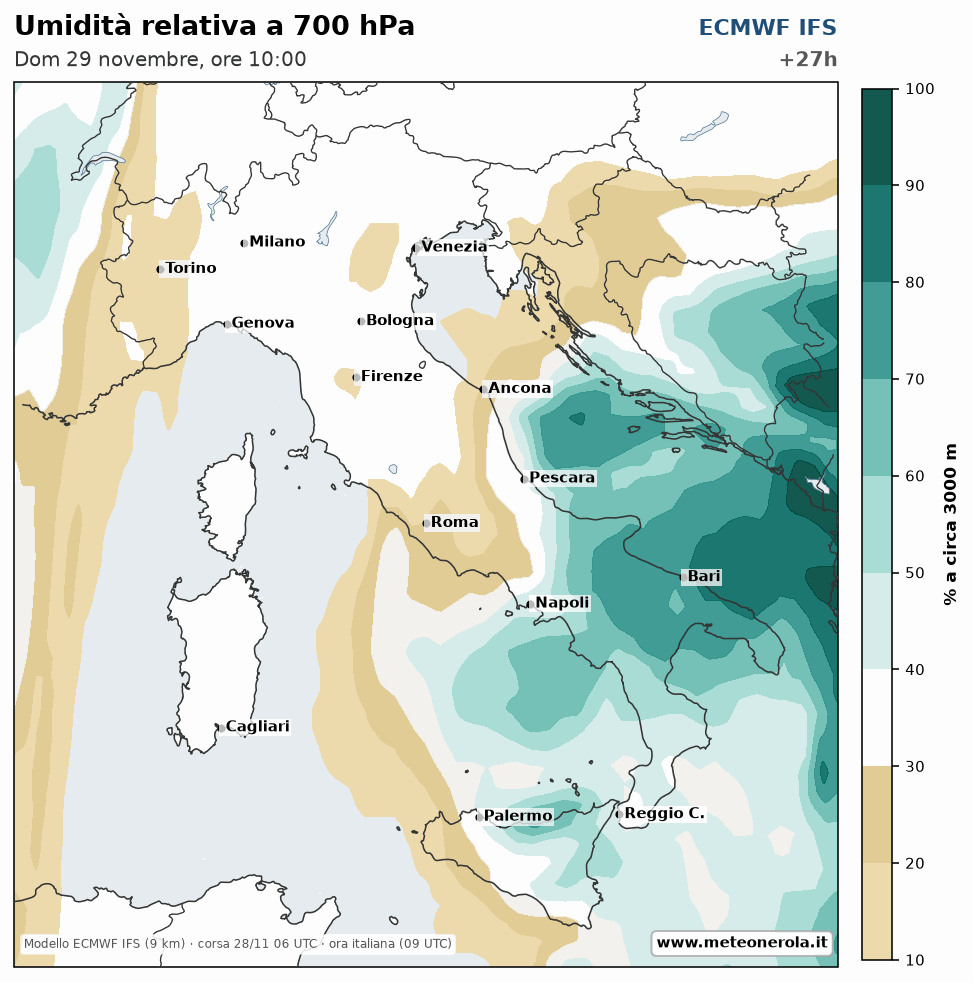 Umidità relativa a 700 hPa
ECMWF IFS
Dom 29 novembre, ore 10:00
+27h
100
90
80
70
60
50
40
30
20
10
% a circa 3000 m
Milano
Venezia
Torino
Genova
Bologna
Firenze
Ancona
Pescara
Roma
Bari
Napoli
Cagliari
Palermo
Reggio C.
Modello ECMWF IFS (9 km) · corsa 28/11 06 UTC · ora italiana (09 UTC)
www.meteonerola.it